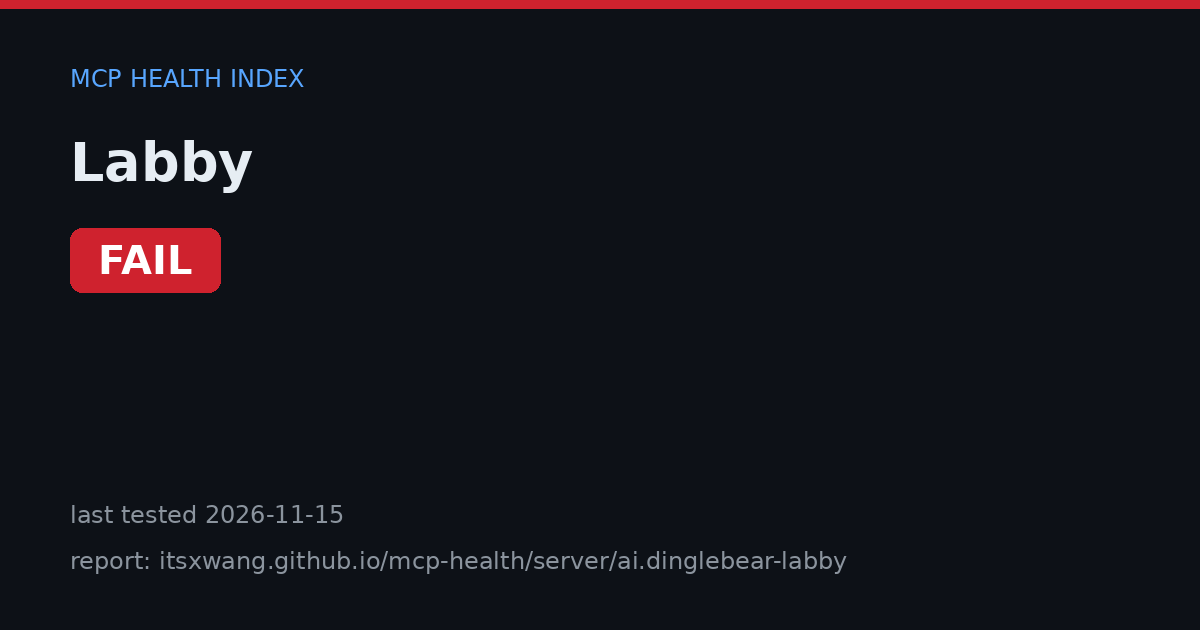 MCP HEALTH INDEX
Labby
FAIL
last tested 2026-11-15
report: itsxwang.github.io/mcp-health/server/ai.dinglebear-labby